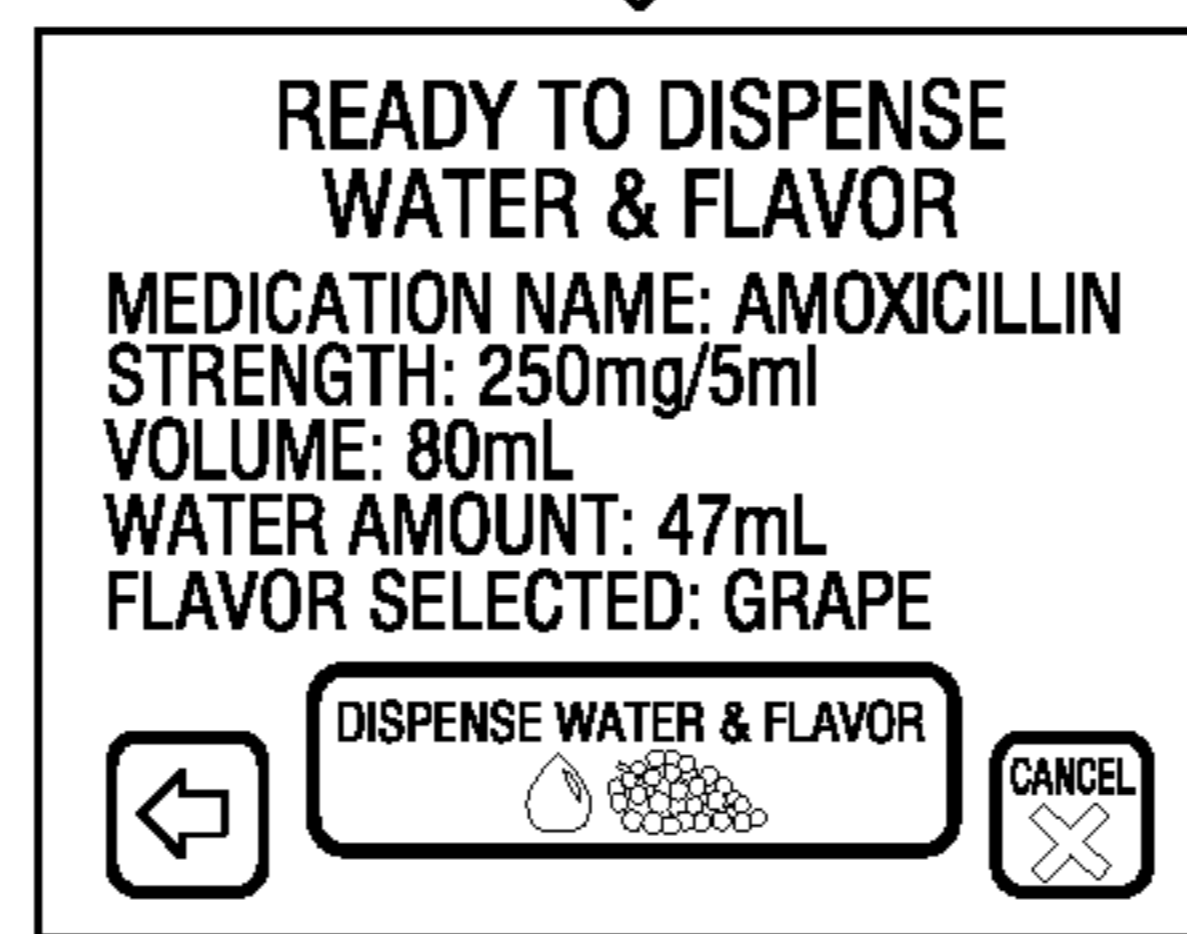 READY TO DISPENSE
WATER & FLAVOR
MEDICATION NAME: AMOXICILLIN
STRENGTH: 250mg/5ml
VOLUME: 80mL
WATER AMOUNT: 47mL
FLAVOR SELECTED: GRAPE
DISPENSE WATER & FLAVOR
CANCEL